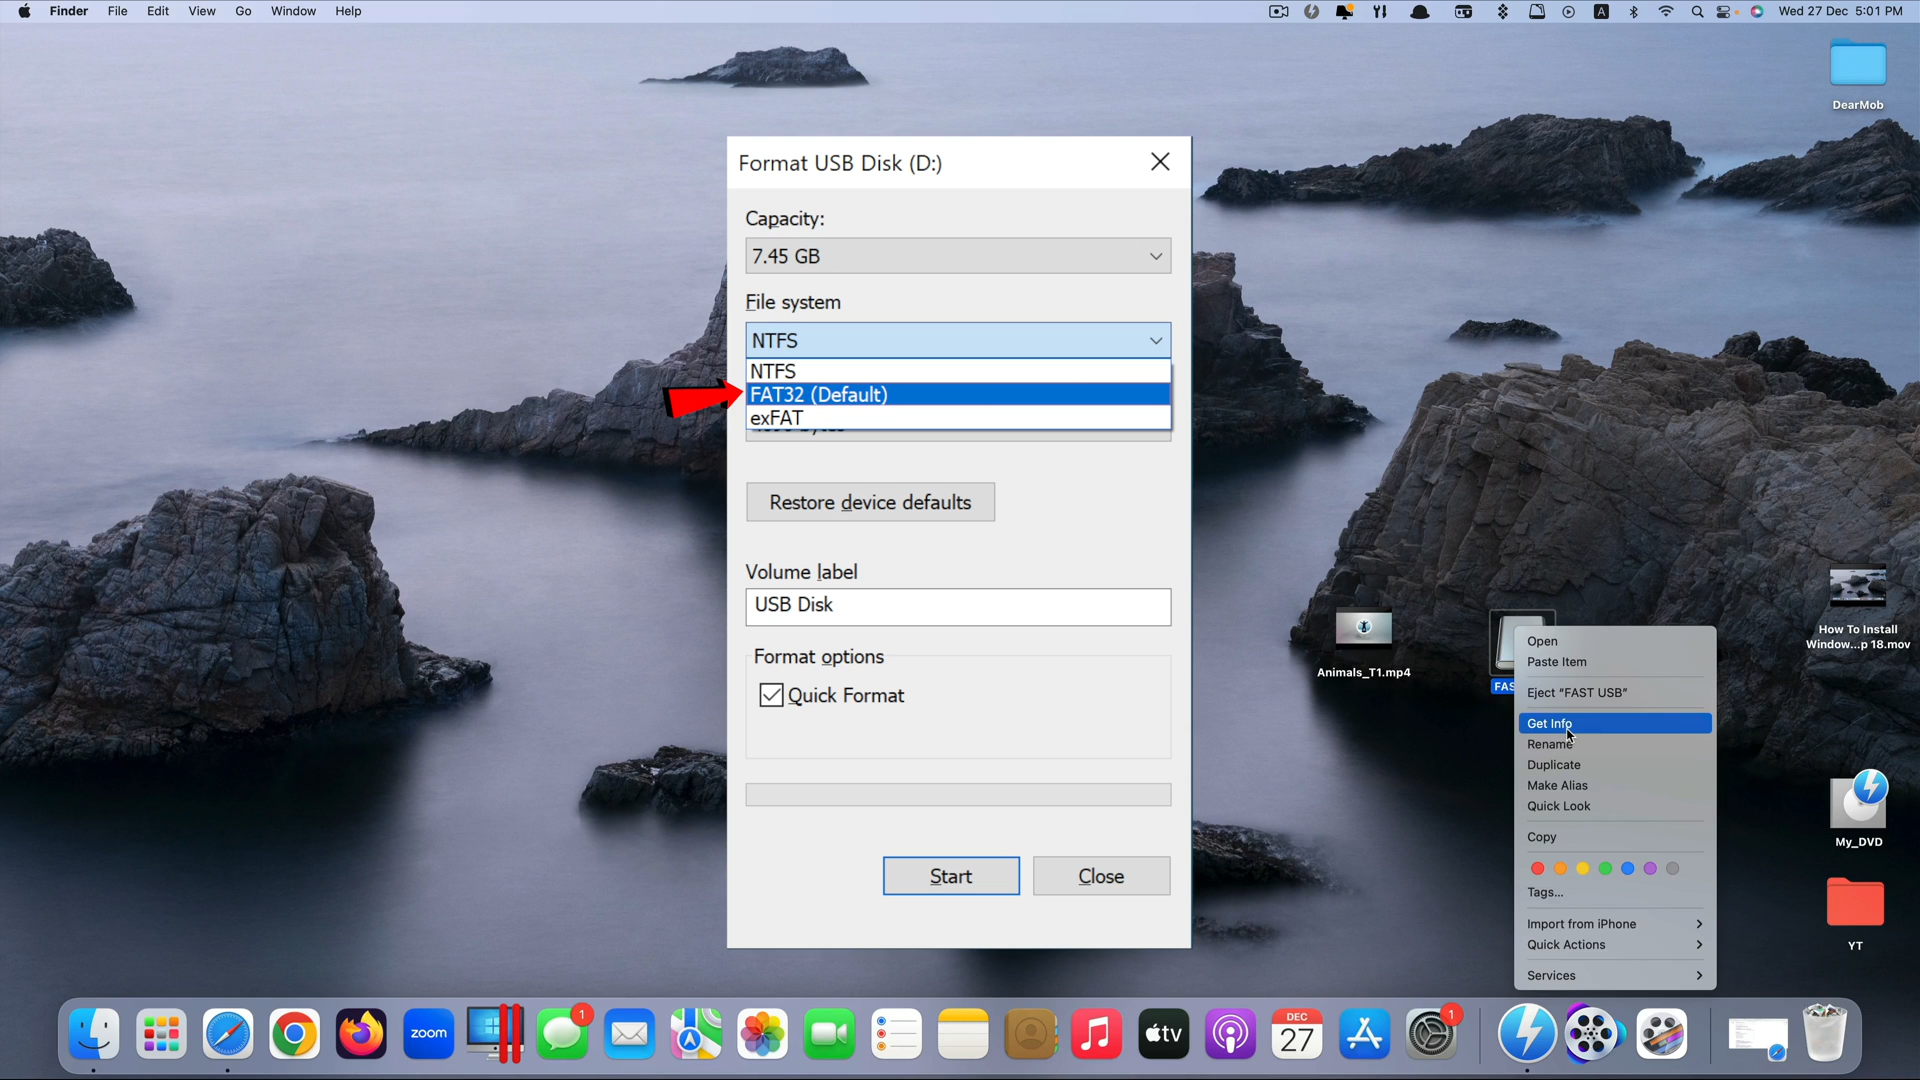 Finder File Edit View Go Window Help
A
Wed 27 Dec 5:01 PM
DearMob
Format USB Disk (D:)
Capacity:
7.45 GB
File system
NTFS
NTFS
FAT32 (Default)
exFAT
Restore device defaults
Volume label
USB Disk
Format options
Quick Format
Start
Close
Animals_T1.mp4
FAS
Open
Paste Item
Eject “FAST USB”
Get Info
Rename
Duplicate
Make Alias
Quick Look
Copy
Tags...
Import from iPhone
Quick Actions
Services
How To Install
Window...p 18.mov
My_DVD
YT
zoom
1
tv
DEC
27
1